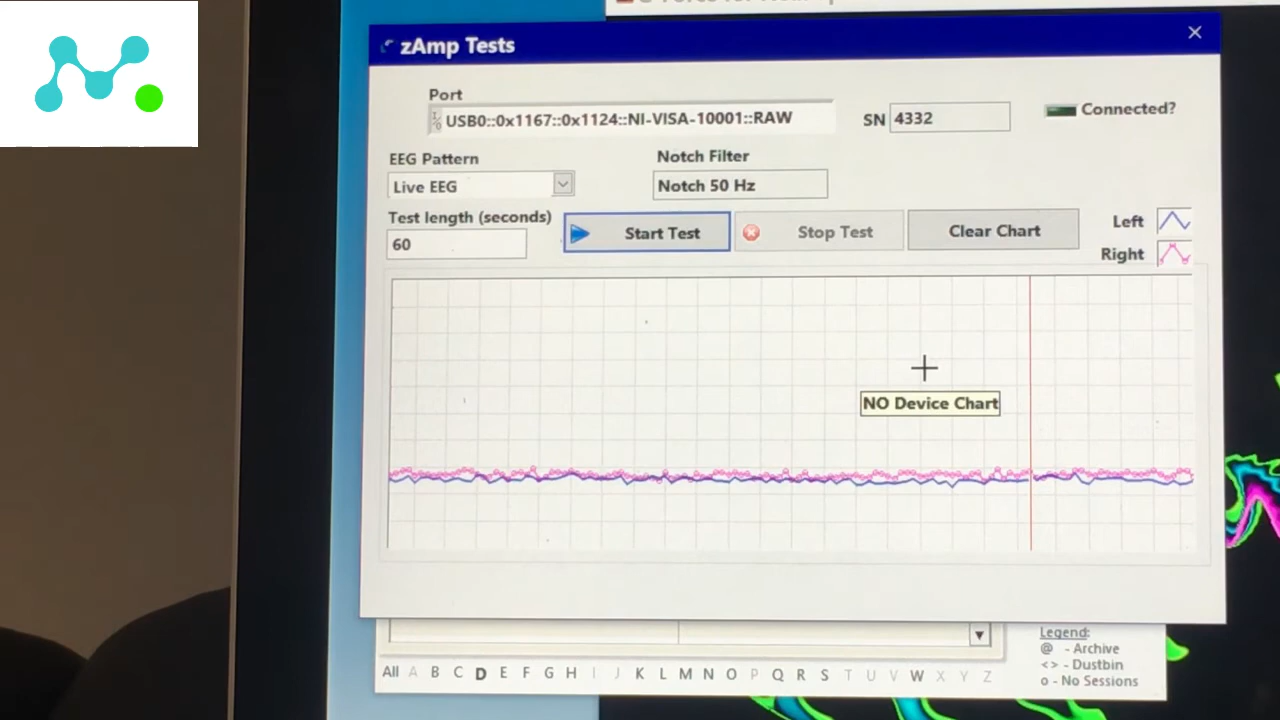 zAmp Tests
Port
USB0::0x1167::0x1124::NI-VISA-10001::RAW
SN 4332
Connected?
EEG Pattern
Live EEG
Notch Filter
Notch 50 Hz
Test length (seconds)
60
Start Test
Stop Test
Clear Chart
Left
Right
NO Device Chart
All A B C D E F G H I J K L M N O P Q R S T U V W X Y Z
Legend:
@ - Archive
<> - Dustbin
o - No Sessions